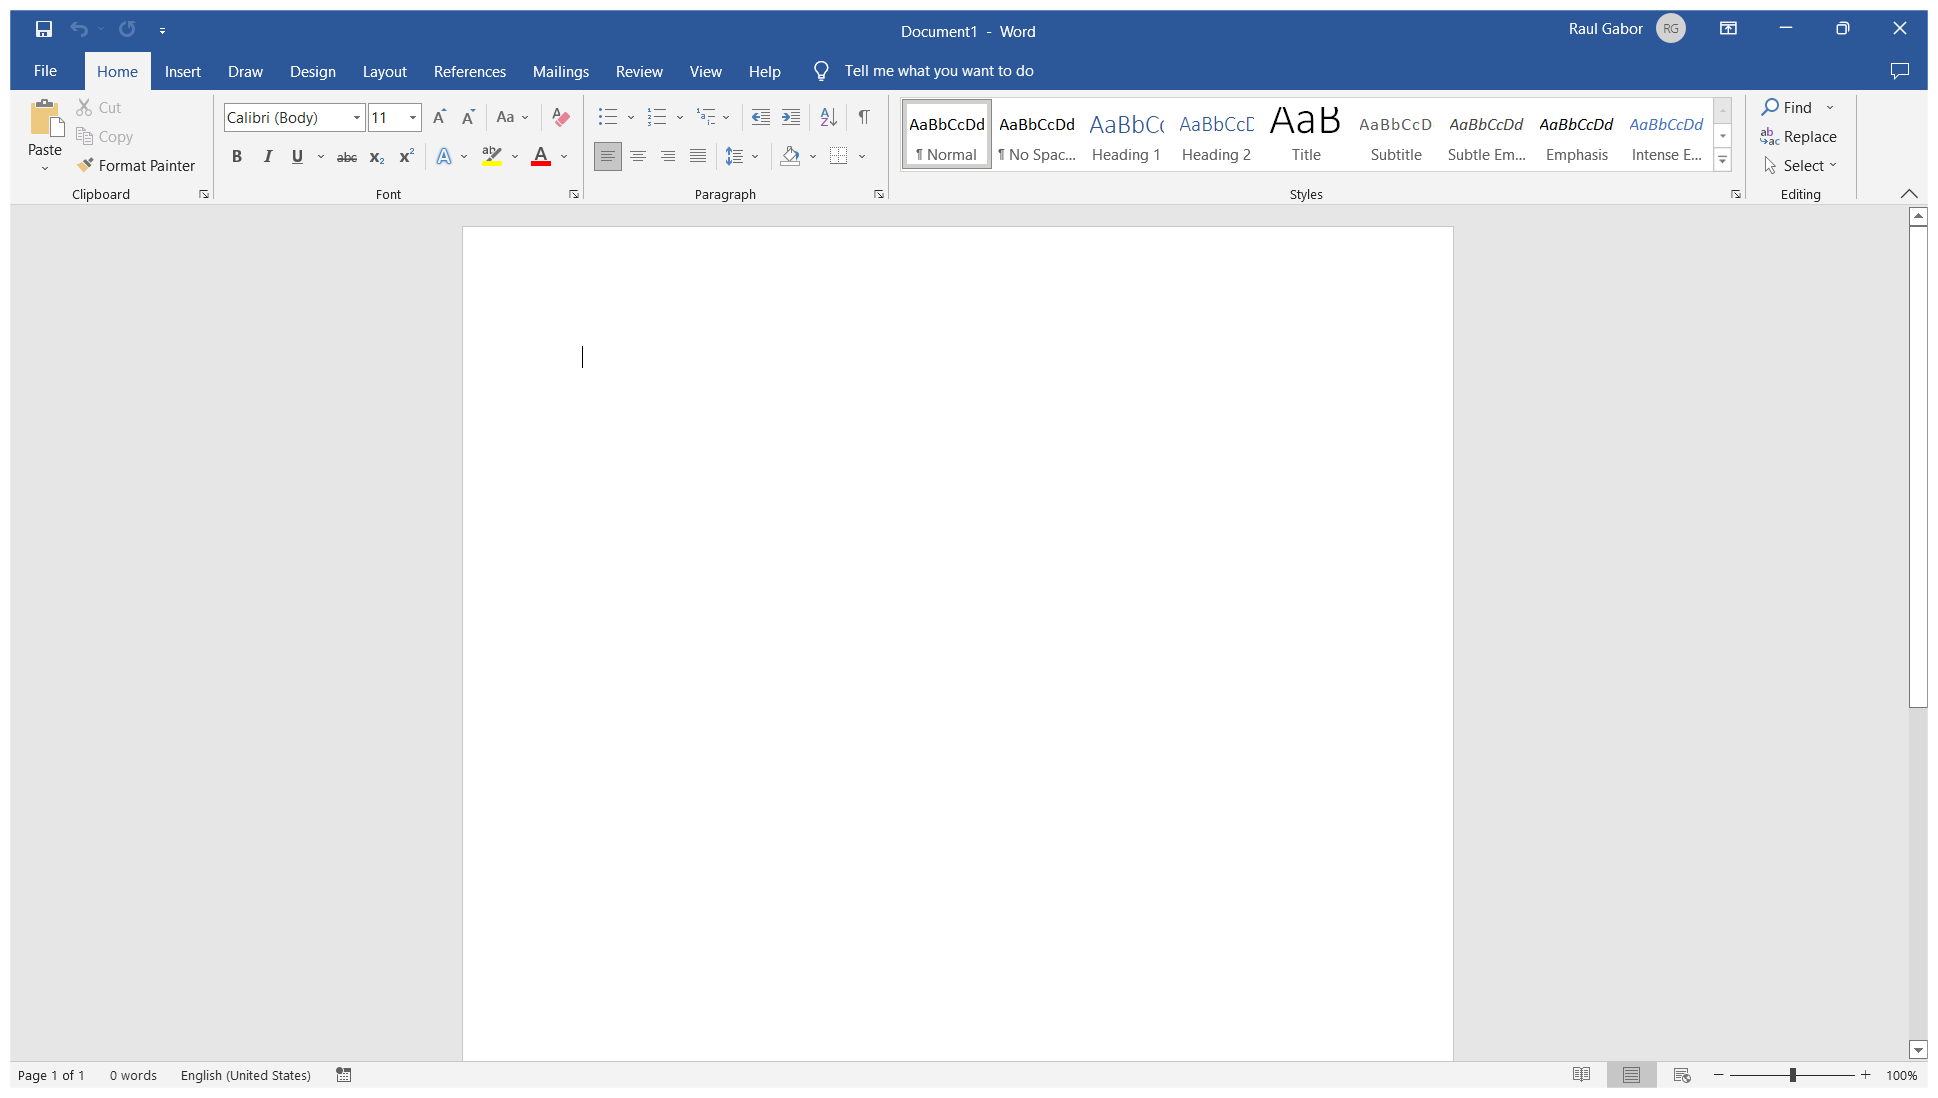 Document1 - Word
Raul Gabor RG
File Home Insert Draw Design Layout References Mailings Review View Help Tell me what you want to do
Paste
Cut
Copy
Format Painter
Clipboard
Calibri (Body) 11 A A Aa A
B I U abc x₂ x² A ab A
Font
A Z ¶
Paragraph
AaBbCcDd AaBbCcDd AaBbCc AaBbCcD AaB AaBbCcD AaBbCcDd AaBbCcDd AaBbCcDd
¶ Normal ¶ No Spac... Heading 1 Heading 2 Title Subtitle Subtle Em... Emphasis Intense E...
Styles
Find
Replace
Select
Editing
Page 1 of 1 0 words English (United States) 100%